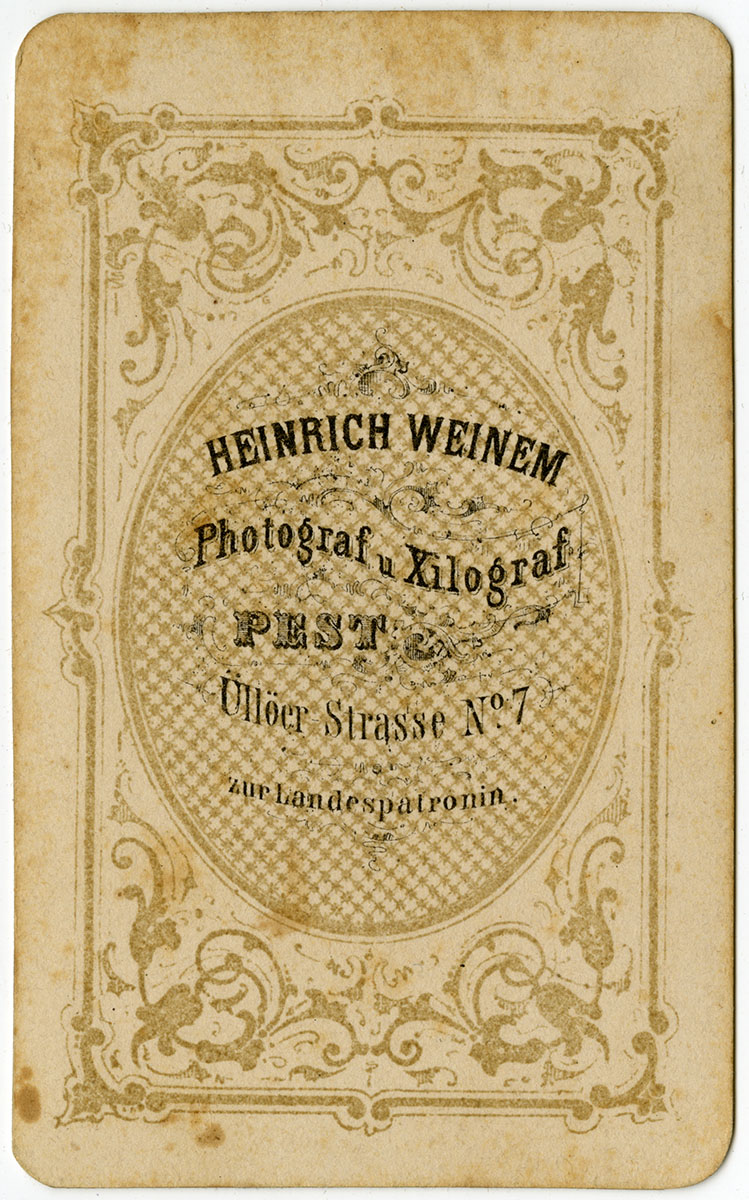 HEINRICH WEINEM
Photograf u Xilograf
PEST
Üllöer-Strasse No. 7
zur Landespatronin.